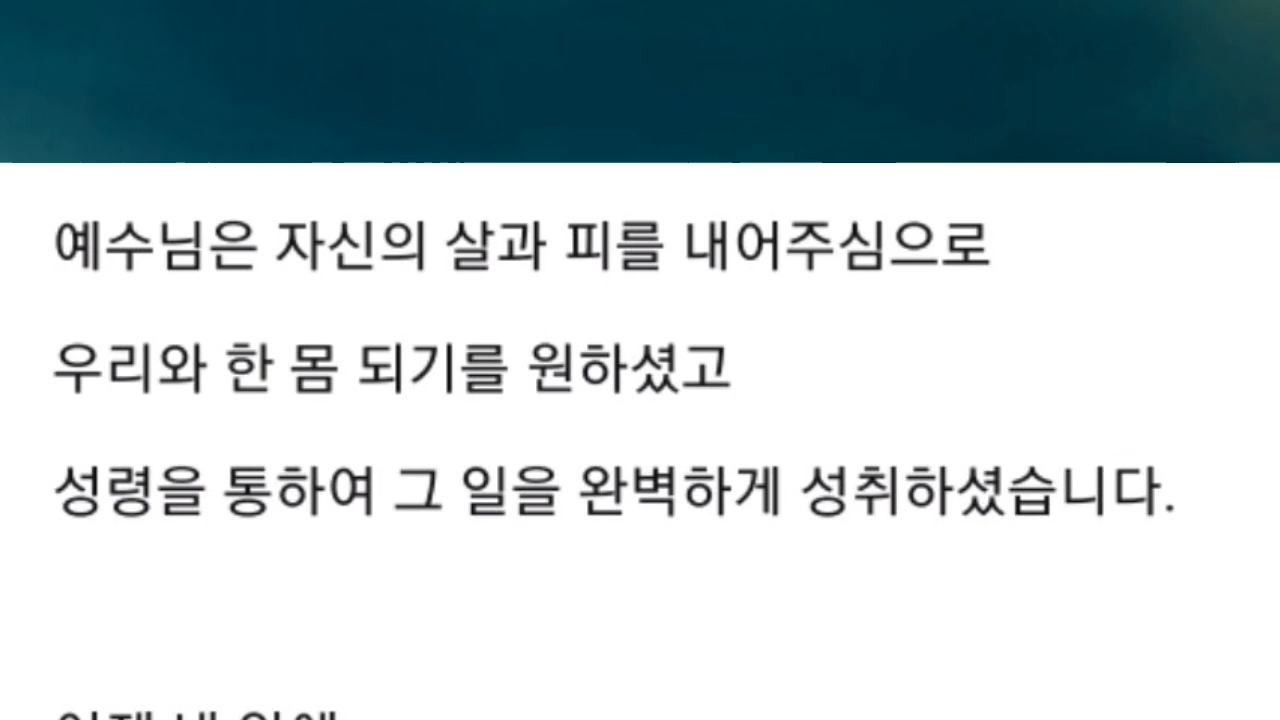 예수님은 자신의 살과 피를 내어주심으로
우리와 한 몸 되기를 원하셨고
성령을 통하여 그 일을 완벽하게 성취하셨습니다.